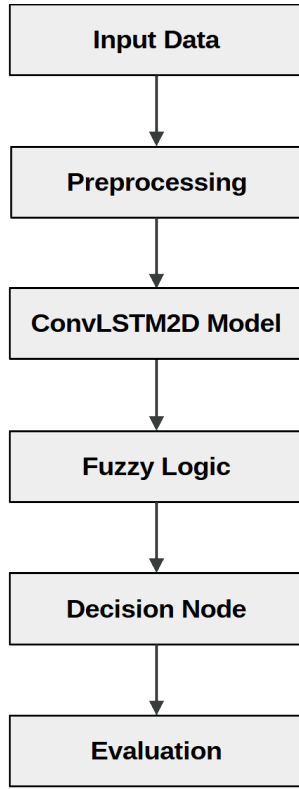 Input Data
Preprocessing
ConvLSTM2D Model
Fuzzy Logic
Decision Node
Evaluation